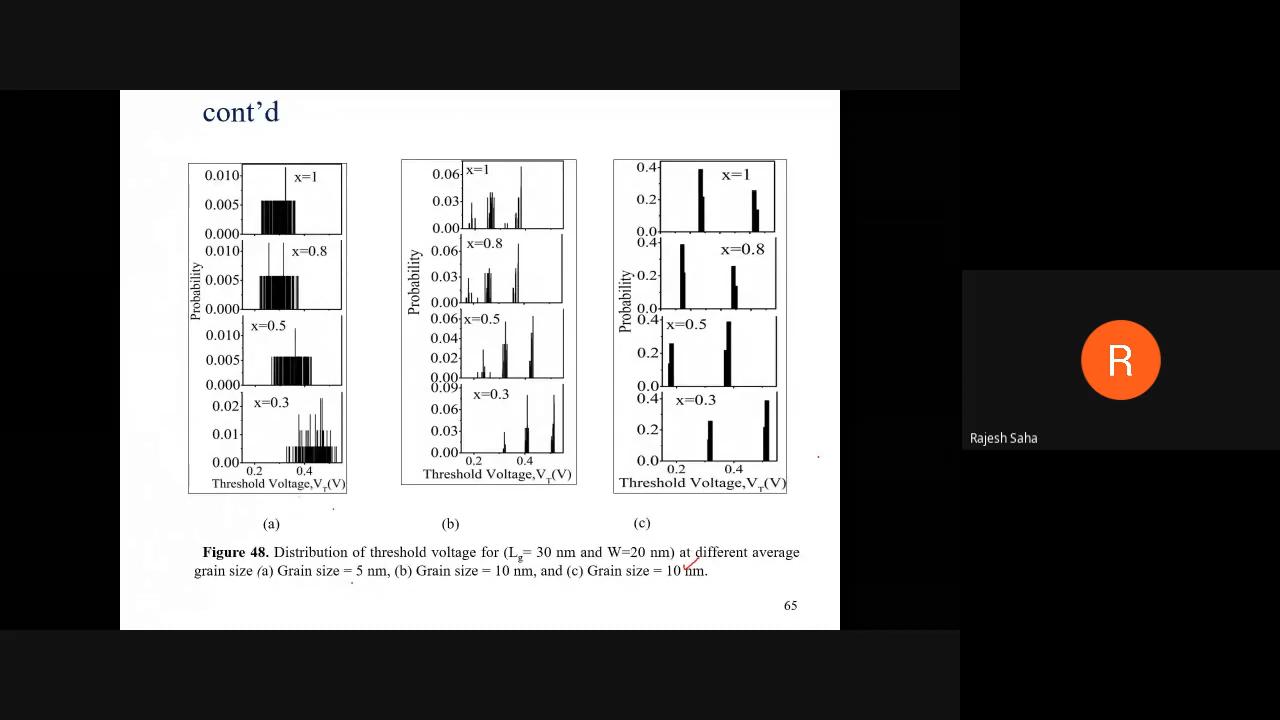 cont’d
0.010
0.005
0.000
x=1
0.010
0.005
0.000
x=0.8
0.010
0.005
0.000
x=0.5
0.02
0.01
0.00
x=0.3
0.2 0.4
Probability
Threshold Voltage,VT(V)
0.06
0.03
0.00
x=1
0.06
0.03
0.00
x=0.8
0.06
0.04
0.02
0.00
x=0.5
0.09
0.06
0.03
0.00
x=0.3
0.2 0.4
Probability
Threshold Voltage,VT(V)
0.4
0.2
0.0
x=1
0.4
0.2
0.0
x=0.8
0.4
0.2
0.0
x=0.5
0.4
0.2
0.0
x=0.3
0.2 0.4
Probability
Threshold Voltage,VT(V)
(a) (b) (c)
Figure 48. Distribution of threshold voltage for (Lg= 30 nm and W=20 nm) at different average
grain size (a) Grain size = 5 nm, (b) Grain size = 10 nm, and (c) Grain size = 10 nm.
65
R
Rajesh Saha